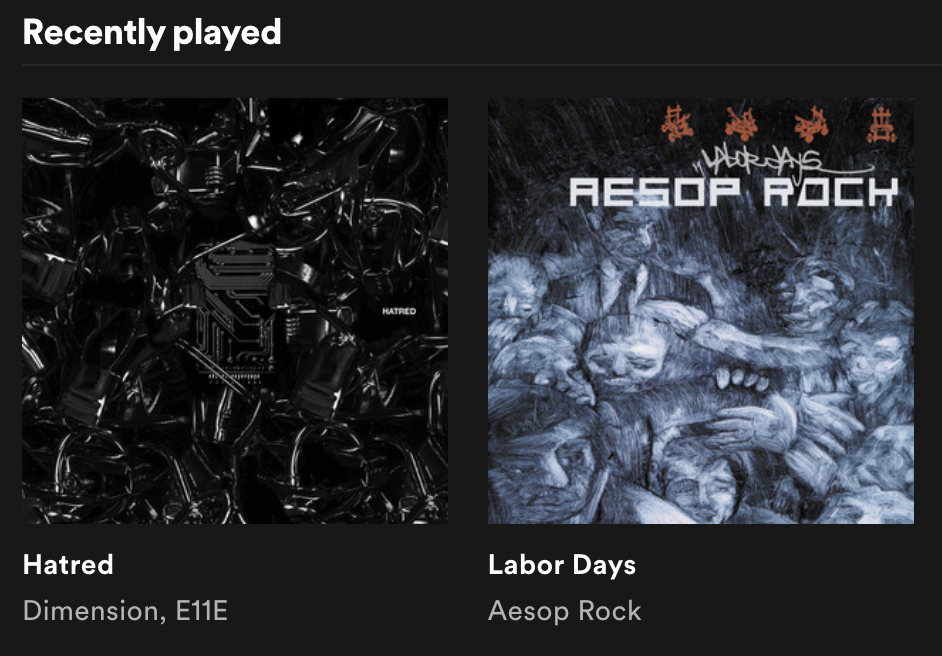 Recently played
HATRED
Labor Days
AESOP ROCK
Hatred
Dimension, E11E
Labor Days
Aesop Rock